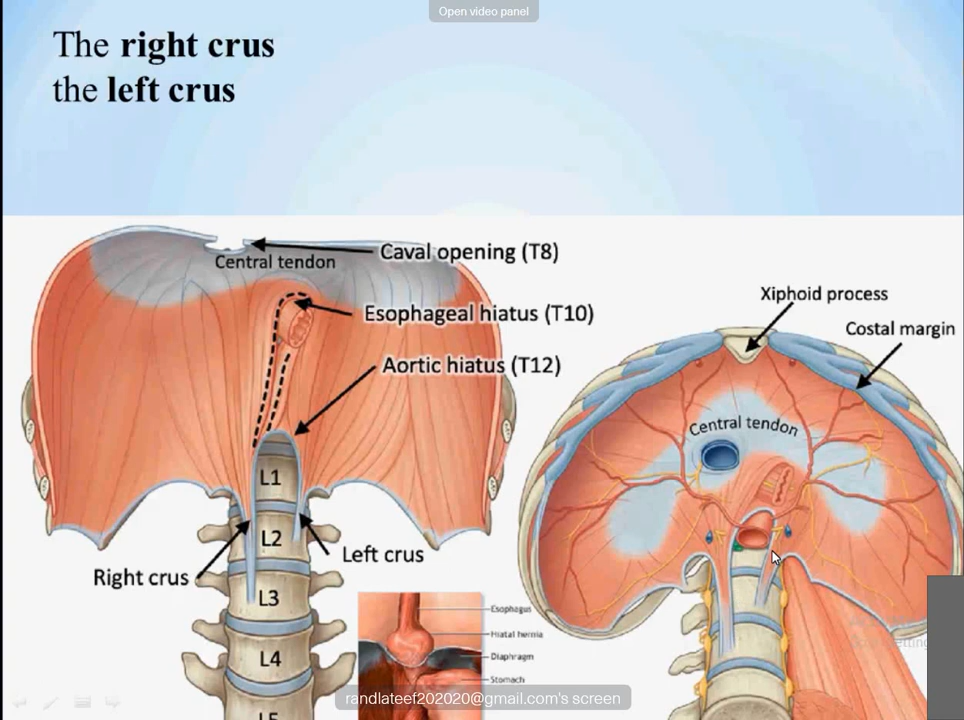 Open video panel
The right crus
the left crus
Caval opening (T8)
Central tendon
Esophageal hiatus (T10)
Aortic hiatus (T12)
L1
L2
Left crus
Right crus
L3
L4
Esophagus
Hiatal hernia
Diaphragm
Stomach
Xiphoid process
Costal margin
Central tendon
randlateef202020@gmail.com's screen